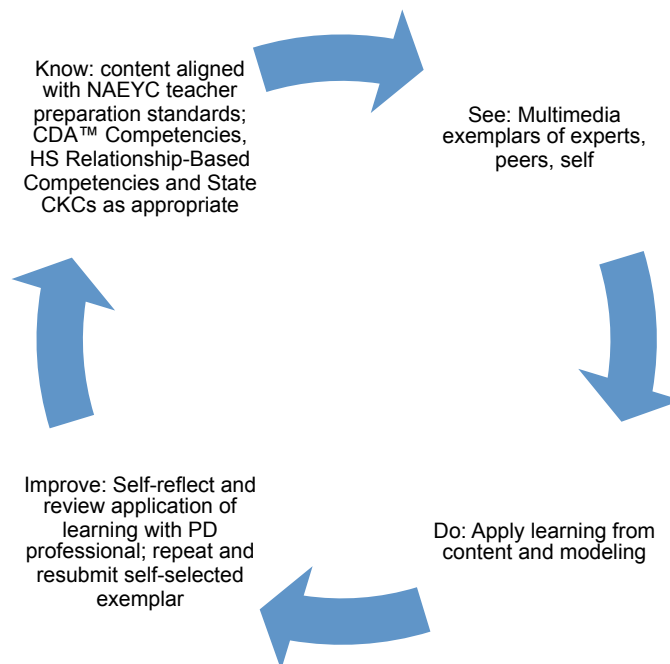 Know: content aligned
with NAEYC teacher
preparation standards;
CDA™ Competencies,
HS Relationship-Based
Competencies and State
CKCs as appropriate
See: Multimedia
exemplars of experts,
peers, self
Do: Apply learning from
content and modeling
Improve: Self-reflect and
review application of
learning with PD
professional; repeat and
resubmit self-selected
exemplar